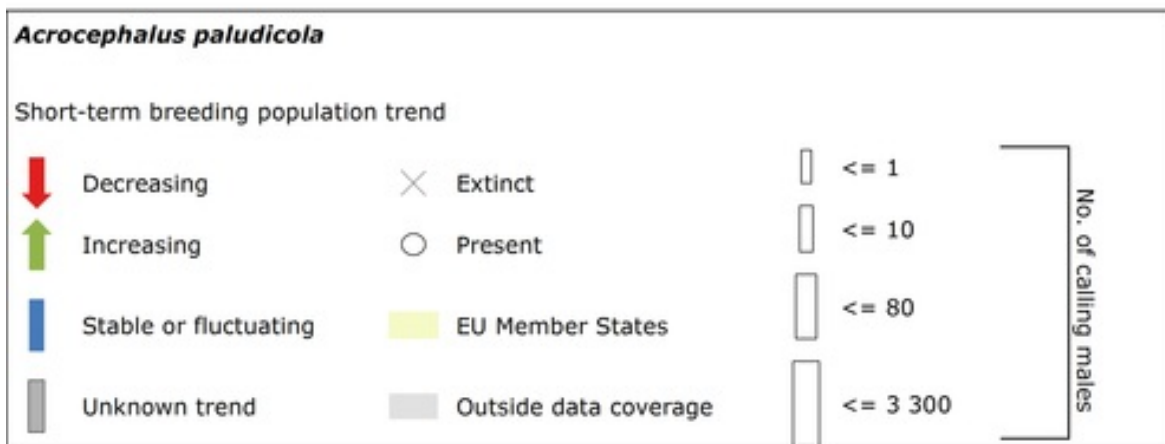 Acrocephalus paludicola
Short-term breeding population trend
Decreasing
Increasing
Stable or fluctuating
Unknown trend
Extinct
Present
EU Member States
Outside data coverage
<= 1
<= 10
<= 80
<= 3 300
No. of calling males